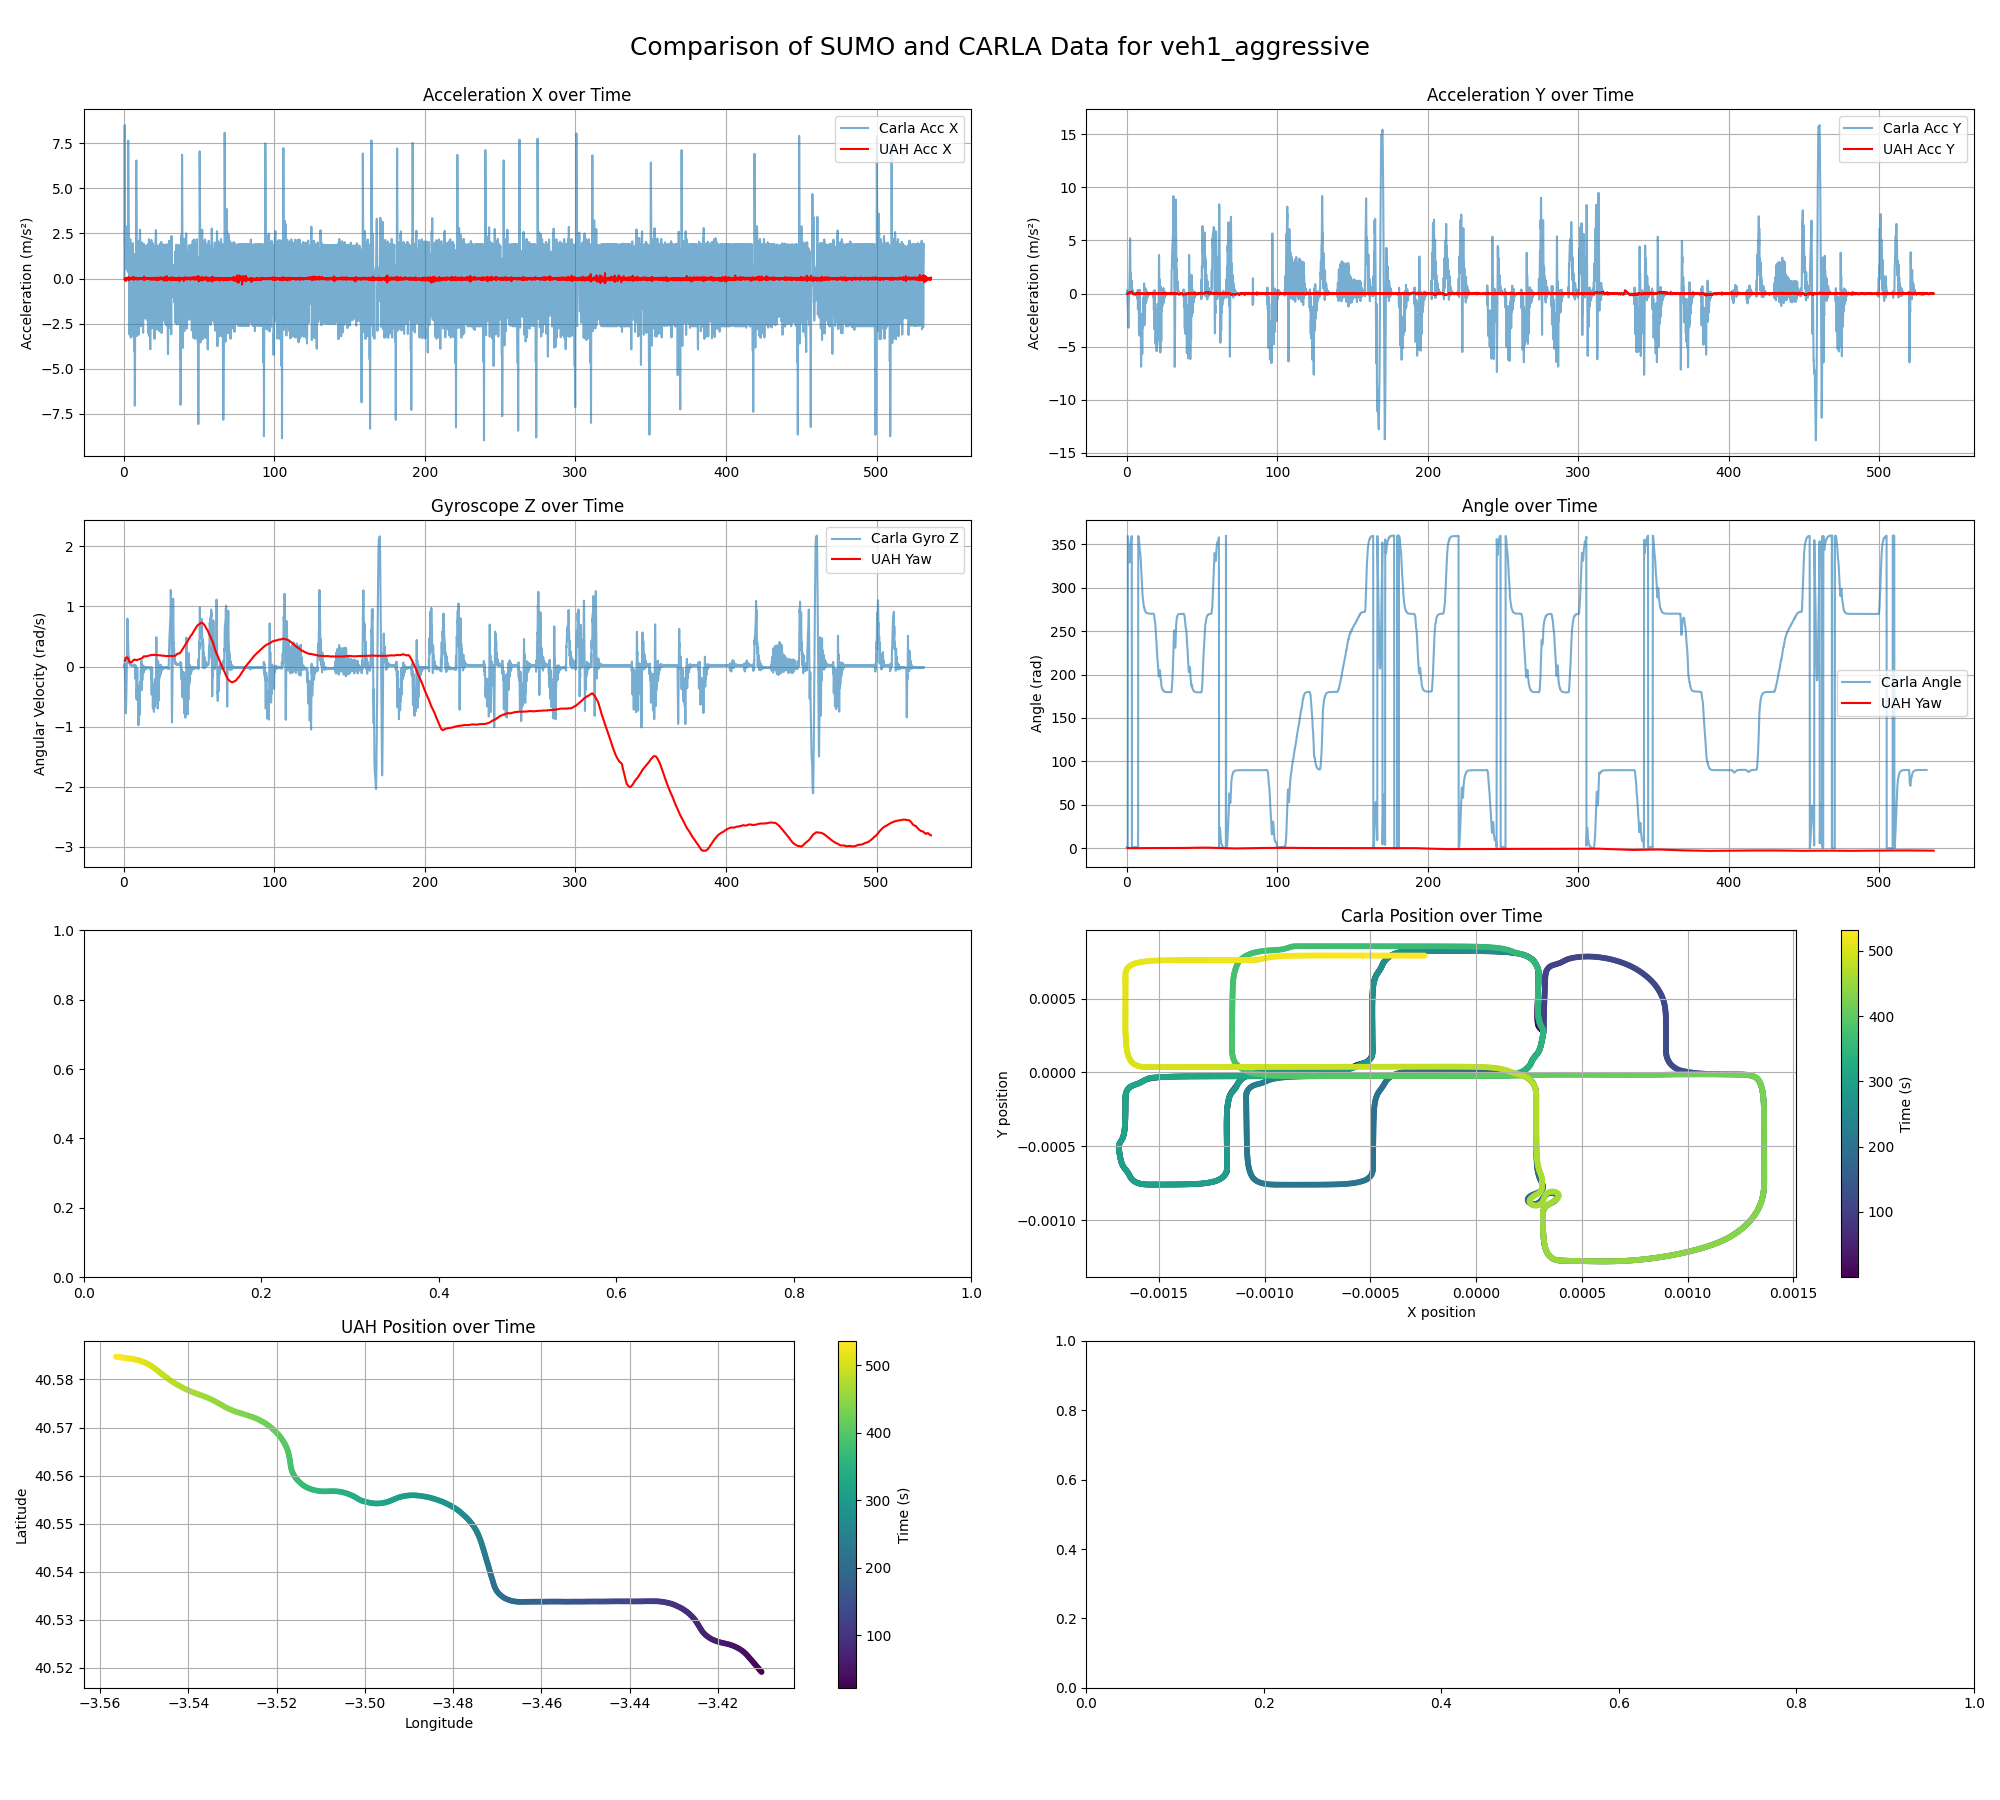 Comparison of SUMO and CARLA Data for veh1_aggressive
Acceleration X over Time
Acceleration (m/s²)
7.5
5.0
2.5
0.0
−2.5
−5.0
−7.5
0 100 200 300 400 500
Carla Acc X
UAH Acc X
Acceleration Y over Time
Acceleration (m/s²)
15
10
5
0
−5
−10
−15
0 100 200 300 400 500
Carla Acc Y
UAH Acc Y
Gyroscope Z over Time
Angular Velocity (rad/s)
2
1
0
−1
−2
−3
0 100 200 300 400 500
Carla Gyro Z
UAH Yaw
Angle over Time
Angle (rad)
350
300
250
200
150
100
50
0
0 100 200 300 400 500
Carla Angle
UAH Yaw
1.0
0.8
0.6
0.4
0.2
0.0
0.0 0.2 0.4 0.6 0.8 1.0
Carla Position over Time
Y position
0.0005
0.0000
−0.0005
−0.0010
−0.0015 −0.0010 −0.0005 0.0000 0.0005 0.0010 0.0015
X position
500
400
300
200
100
Time (s)
UAH Position over Time
Latitude
40.58
40.57
40.56
40.55
40.54
40.53
40.52
−3.56 −3.54 −3.52 −3.50 −3.48 −3.46 −3.44 −3.42
Longitude
500
400
300
200
100
Time (s)
1.0
0.8
0.6
0.4
0.2
0.0
0.0 0.2 0.4 0.6 0.8 1.0